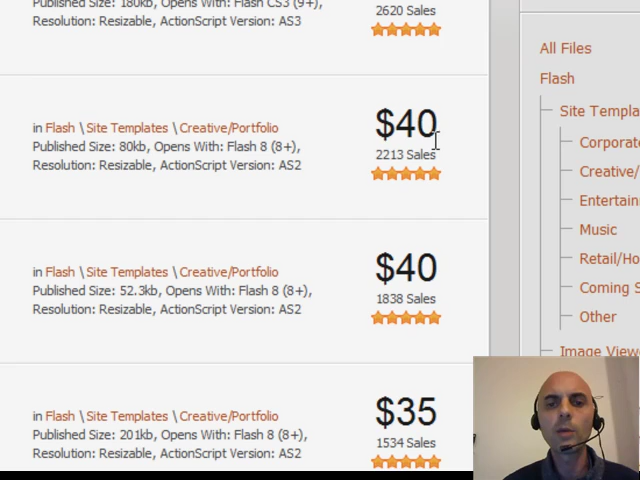 Published Size: 180kb, Opens With: Flash CS3 (9+),
Resolution: Resizable, ActionScript Version: AS3
2620 Sales
in Flash \ Site Templates \ Creative/Portfolio
Published Size: 80kb, Opens With: Flash 8 (8+),
Resolution: Resizable, ActionScript Version: AS2
$40
2213 Sales
in Flash \ Site Templates \ Creative/Portfolio
Published Size: 52.3kb, Opens With: Flash 8 (8+),
Resolution: Resizable, ActionScript Version: AS2
$40
1838 Sales
in Flash \ Site Templates \ Creative/Portfolio
Published Size: 201kb, Opens With: Flash 8 (8+),
Resolution: Resizable, ActionScript Version: AS2
$35
1534 Sales
All Files
Flash
Site Templa
Corporat
Creative/
Entertain
Music
Retail/Ho
Coming S
Other
Image View